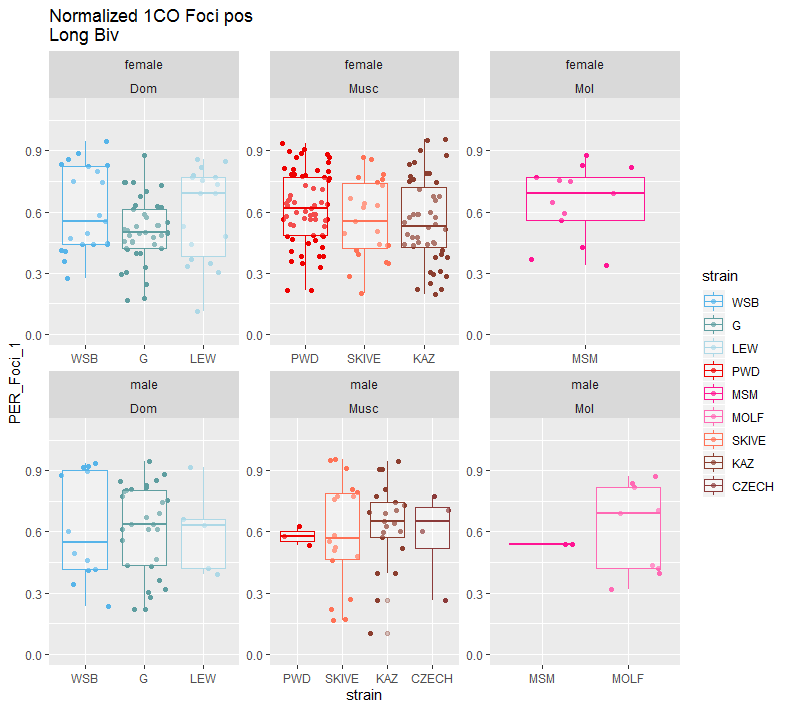 Normalized 1CO Foci pos
Long Biv
female
female
female
Dom
Musc
Mol
0.9
0.6
0.3
0.0
0.9
0.6
0.3
0.0
0.9
0.6
0.3
0.0
WSB
G
LEW
PWD
SKIVE
KAZ
MSM
male
male
male
Dom
Musc
Mol
0.9
0.6
0.3
0.0
0.9
0.6
0.3
0.0
0.9
0.6
0.3
0.0
WSB
G
LEW
PWD
SKIVE
KAZ
CZECH
MSM
MOLF
strain
PER_Foci_1
strain
WSB
G
LEW
PWD
MSM
MOLF
SKIVE
KAZ
CZECH